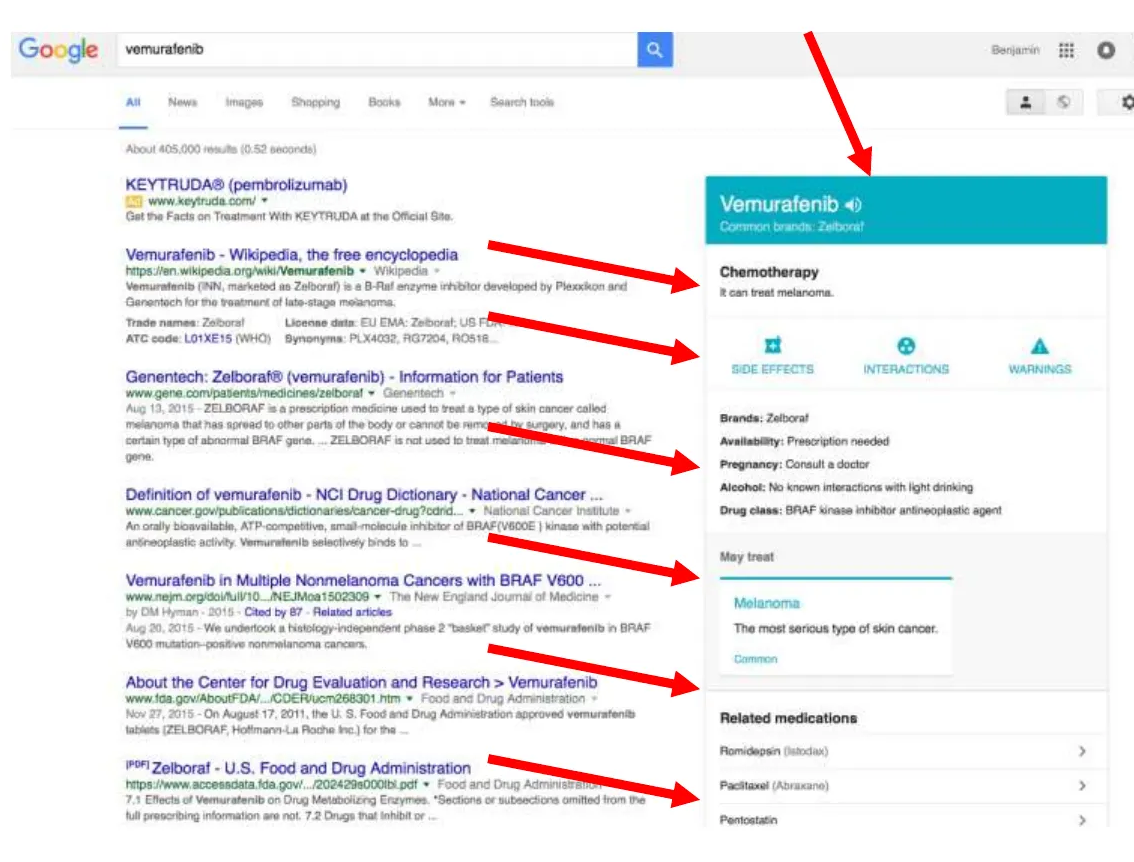 Google
vemurafenib
Benjamin
All News Images Shopping Books More Search tools
About 405,000 results (0.52 seconds)
KEYTRUDA® (pembrolizumab)
Ad www.keytruda.com/
Get the Facts on Treatment With KEYTRUDA at the Official Site.
Vemurafenib - Wikipedia, the free encyclopedia
https://en.wikipedia.org/wiki/Vemurafenib Wikipedia
Vemurafenib (INN, marketed as Zelboraf) is a B-Raf enzyme inhibitor developed by Plexxikon and
Genentech for the treatment of late-stage melanoma.
Trade names: Zelboraf License data: EU EMA: Zelboraf; US FDA:
ATC code: L01XE15 (WHO) Synonyms: PLX4032, RG7204, RO518...
Genentech: Zelboraf® (vemurafenib) - Information for Patients
www.gene.com/patients/medicines/zelboraf Genentech
Aug 13, 2015 - ZELBORAF is a prescription medicine used to treat a type of skin cancer called
melanoma that has spread to other parts of the body or cannot be removed by surgery, and has a
certain type of abnormal BRAF gene. ... ZELBORAF is not used to treat melanoma normal BRAF
gene.
Definition of vemurafenib - NCI Drug Dictionary - National Cancer ...
www.cancer.gov/publications/dictionaries/cancer-drug?cdrid... National Cancer Institute
An orally bioavailable, ATP-competitive, small-molecule inhibitor of BRAF(V600E ) kinase with potential
antineoplastic activity. Vemurafenib selectively binds to ...
Vemurafenib in Multiple Nonmelanoma Cancers with BRAF V600 ...
www.nejm.org/doi/full/10.../NEJMoa1502309 The New England Journal of Medicine
by DM Hyman - 2015 - Cited by 87 - Related articles
Aug 20, 2015 - We undertook a histology-independent phase 2 "basket" study of vemurafenib in BRAF
V600 mutation–positive nonmelanoma cancers.
About the Center for Drug Evaluation and Research > Vemurafenib
www.fda.gov/AboutFDA/.../CDER/ucm268301.htm Food and Drug Administration
Nov 27, 2015 - On August 17, 2011, the U. S. Food and Drug Administration approved vemurafenib
tablets (ZELBORAF, Hoffmann-La Roche Inc.) for the ...
[PDF] Zelboraf - U.S. Food and Drug Administration
https://www.accessdata.fda.gov/.../202429s000lbl.pdf Food and Drug Administration
7.1 Effects of Vemurafenib on Drug Metabolizing Enzymes. *Sections or subsections omitted from the
full prescribing information are not. 7.2 Drugs that Inhibit or ...
Vemurafenib
Common brands: Zelboraf
Chemotherapy
It can treat melanoma.
SIDE EFFECTS INTERACTIONS WARNINGS
Brands: Zelboraf
Availability: Prescription needed
Pregnancy: Consult a doctor
Alcohol: No known interactions with light drinking
Drug class: BRAF kinase inhibitor antineoplastic agent
May treat
Melanoma
The most serious type of skin cancer.
Common
Related medications
Romidepsin (Istodax)
Paclitaxel (Abraxane)
Pentostatin